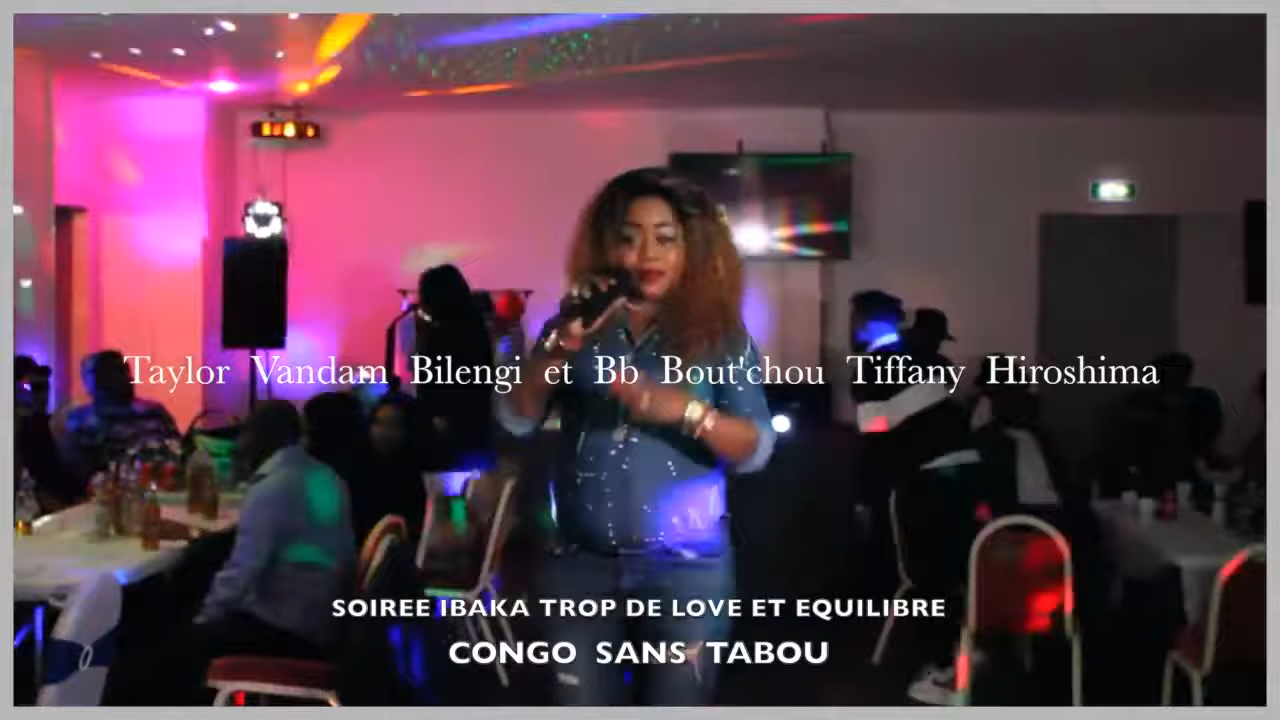 Taylor Vandam Bilengi et Bb Bout'chou Tiffany Hiroshima
SOIREE IBAKA TROP DE LOVE ET EQUILIBRE
CONGO SANS TABOU